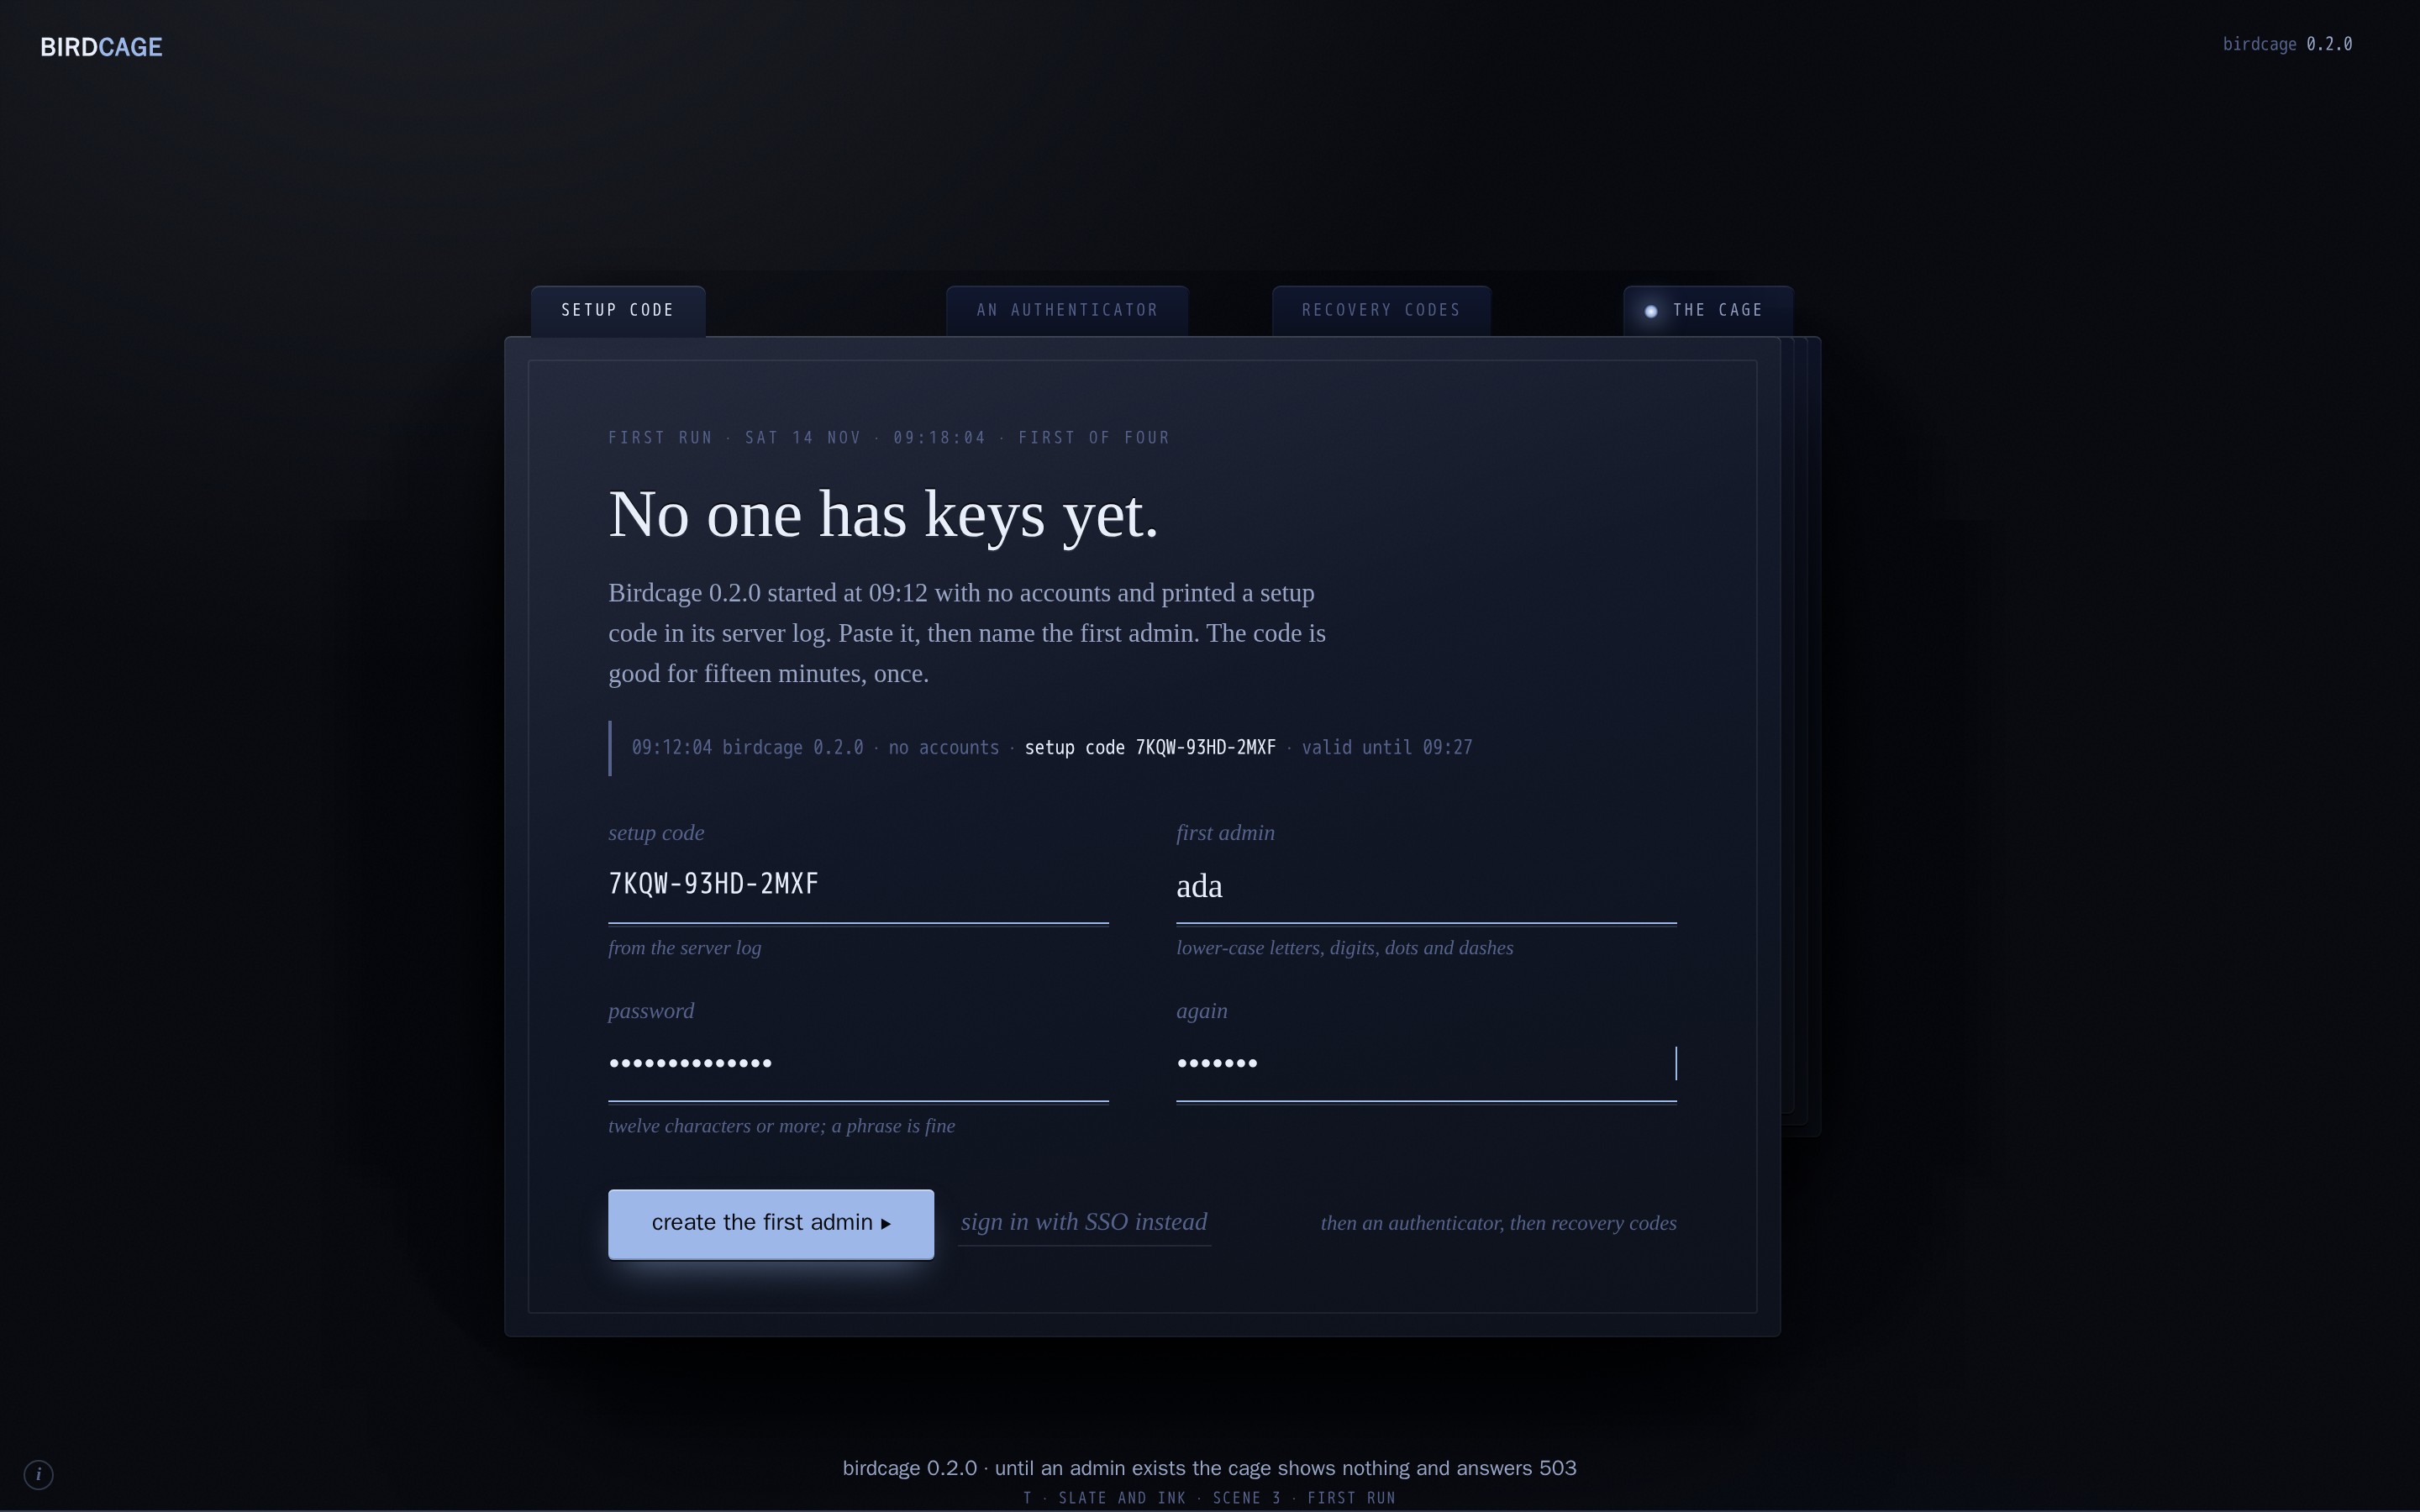 BIRDCAGE
birdcage 0.2.0
SETUP CODE
AN AUTHENTICATOR
RECOVERY CODES
THE CAGE
FIRST RUN · SAT 14 NOV · 09:18:04 · FIRST OF FOUR
No one has keys yet.
Birdcage 0.2.0 started at 09:12 with no accounts and printed a setup
code in its server log. Paste it, then name the first admin. The code is
good for fifteen minutes, once.
09:12:04 birdcage 0.2.0 · no accounts · setup code 7KQW-93HD-2MXF · valid until 09:27
setup code
first admin
7KQW-93HD-2MXF
ada
from the server log
lower-case letters, digits, dots and dashes
password
again
••••••••••••••
•••••••
twelve characters or more; a phrase is fine
create the first admin ▸
sign in with SSO instead
then an authenticator, then recovery codes
i
birdcage 0.2.0 · until an admin exists the cage shows nothing and answers 503
T · SLATE AND INK · SCENE 3 · FIRST RUN